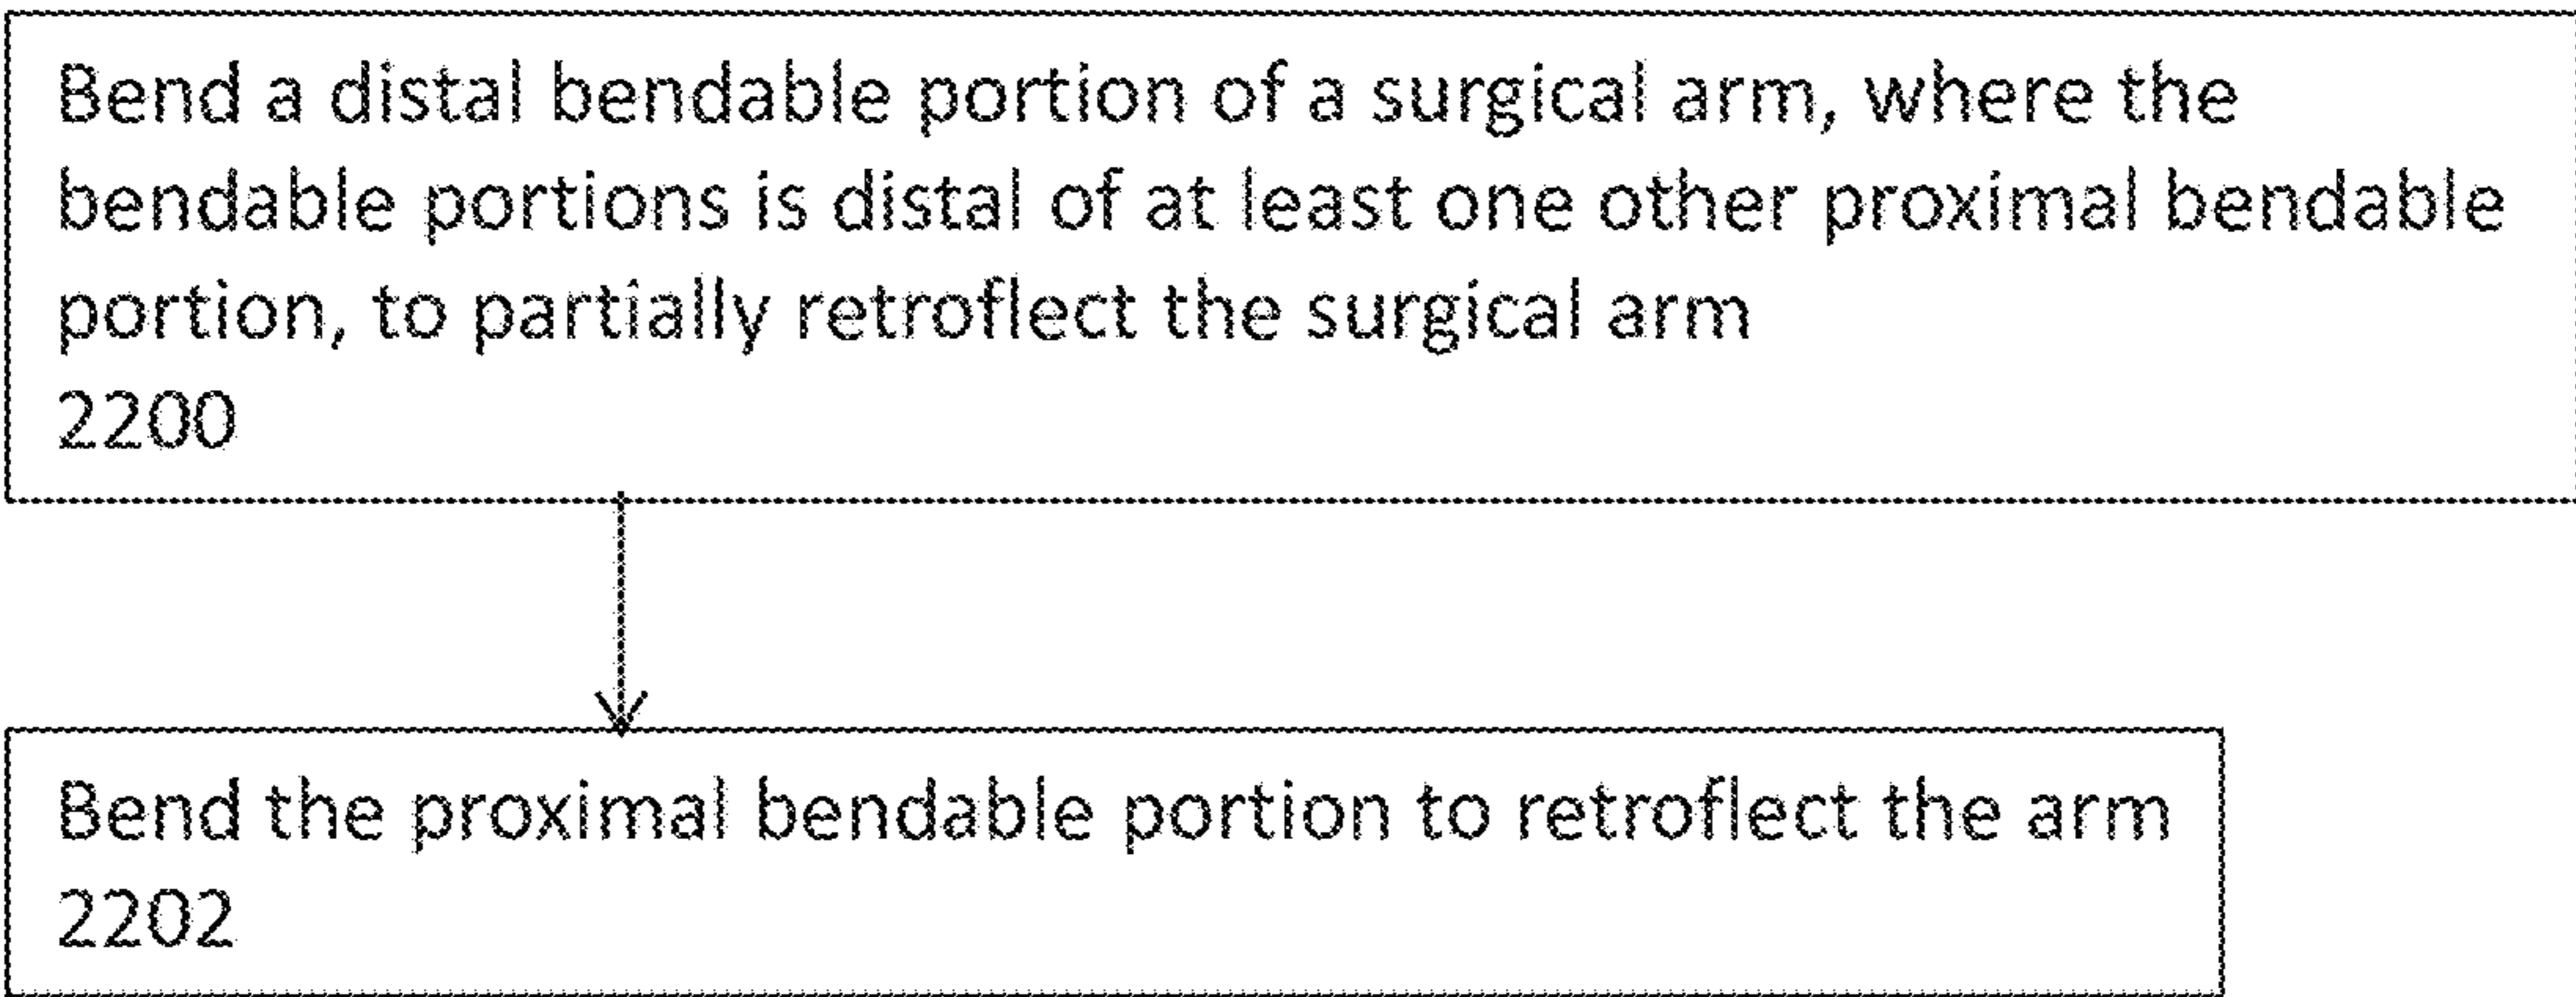 Bend a distal bendable portion of a surgical arm, where the
bendable portions is distal of at least one other proximal bendable
portion, to partially retroflect the surgical arm
2200
Bend the proximal bendable portion to retroflect the arm
2202